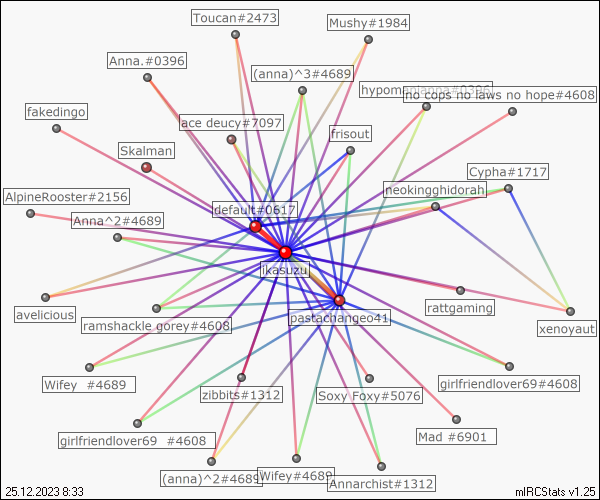 Toucan#2473
Mushy#1984
Anna.#0396
(anna)^3#4689
no cops no laws no hope#4608
fakedingo
ace deucy#7097
frisout
Skalman
Cypha#1717
neokingghidorah
AlpineRooster#2156
default#0617
Anna^2#4689
ikasuzu
rattgaming
avelicious
ramshackle gorey#4608
pastachangeo41
xenoyaut
Wifey  #4689
zibbits#1312
Soxy Foxy#5076
girlfriendlover69#4608
girlfriendlover69  #4608
Mad #6901
(anna)^2#4689
Wifey#4689
Annarchist#1312
25.12.2023 8:33
mIRCStats v1.25